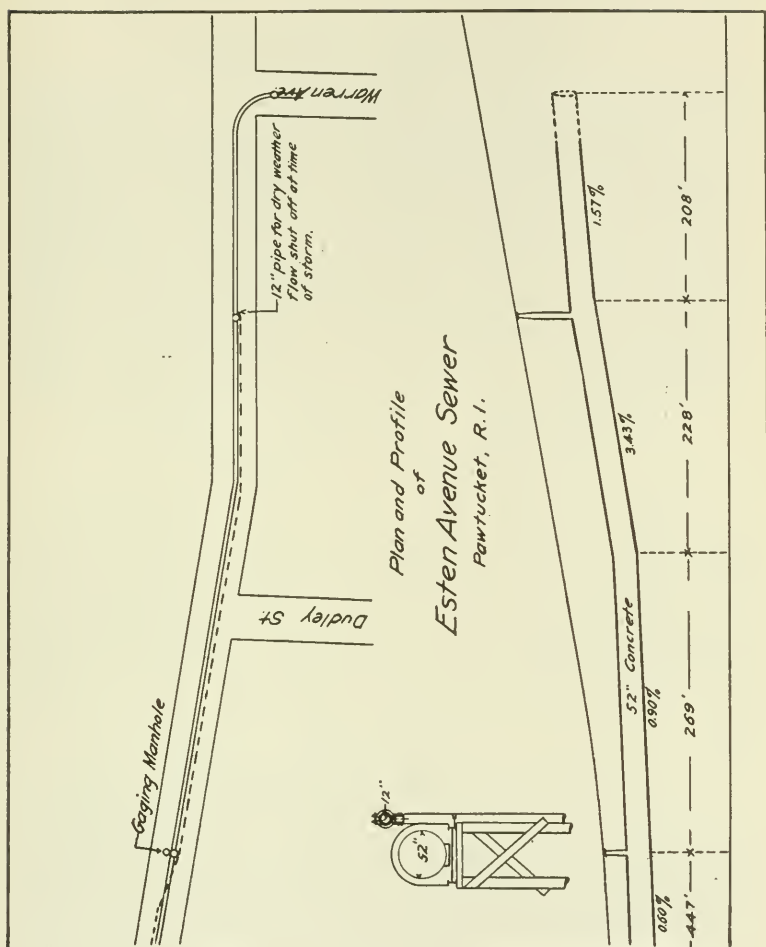 Warren Ave.
12" pipe for dry weather
flow shut off at time
of storm.
Dudley St.
Gaging Manhole
Plan and Profile
of
Esten Avenue Sewer
Pawtucket, R.I.
12"
52"
52" Concrete
1.57%
3.43%
0.90%
0.60%
208'
228'
269'
447'